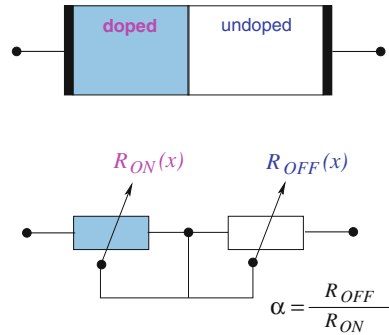 doped undoped
R_ON(x) R_OFF(x)
α = R_OFF / R_ON